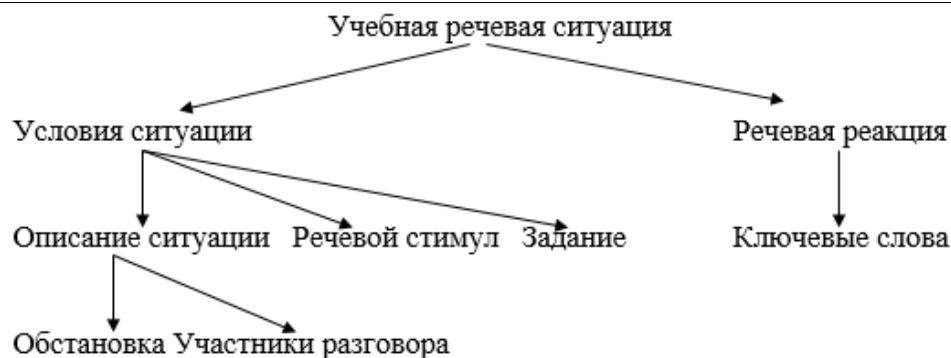 Учебная речевая ситуация
Условия ситуации Речевая реакция
Описание ситуации Речевой стимул Задание Ключевые слова
Обстановка Участники разговора